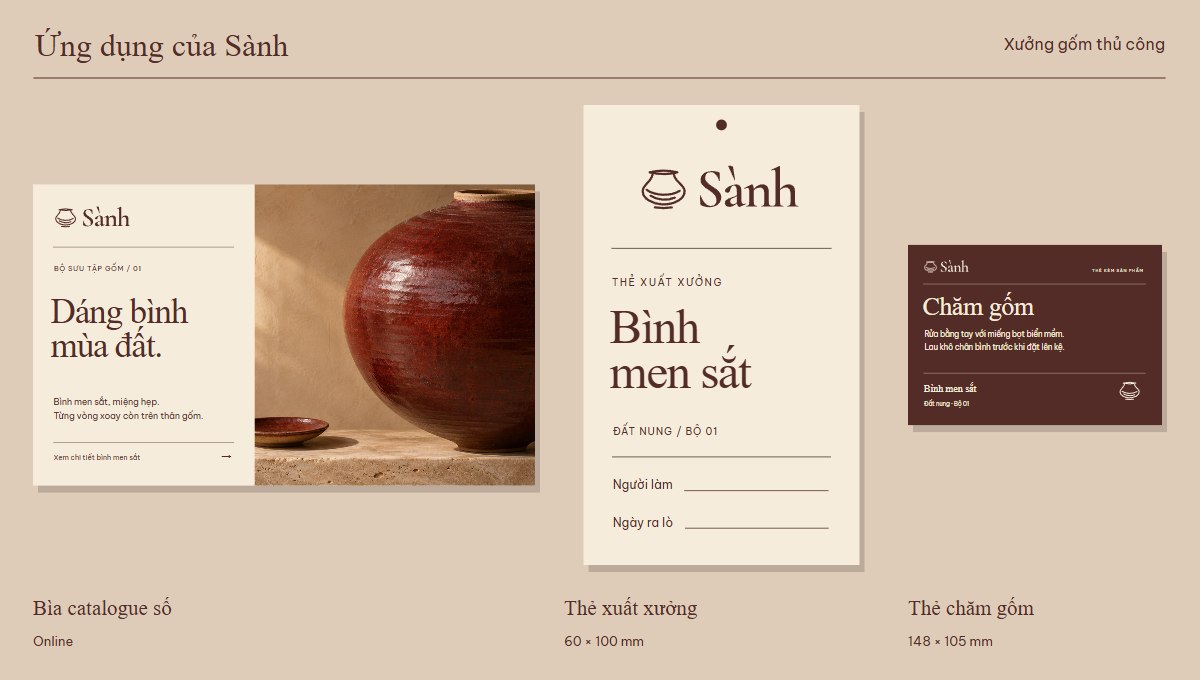 Ứng dụng của Sành
Xưởng gốm thủ công
Sành
BỘ SƯU TẬP GỐM / 01
Dáng bình
mùa đất.
Bình men sắt, miệng hẹp.
Từng vòng xoay còn trên thân gốm.
Xem chi tiết bình men sắt →
Sành
THẺ XUẤT XƯỞNG
Bình
men sắt
ĐẤT NUNG / BỘ 01
Người làm
Ngày ra lò
Sành
THẺ KÈM SẢN PHẨM
Chăm gốm
Rửa bằng tay với miếng bọt biển mềm.
Lau khô chân bình trước khi đặt lên kệ.
Bình men sắt
Đất nung · Bộ 01
Bìa catalogue số
Online
Thẻ xuất xưởng
60 × 100 mm
Thẻ chăm gốm
148 × 105 mm